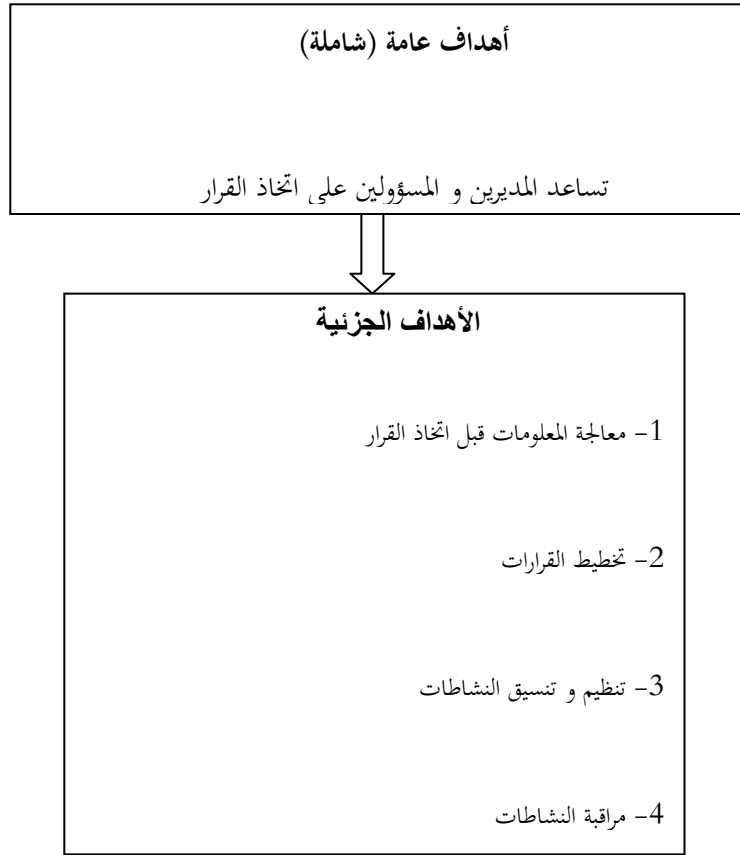 أهداف عامة (شاملة)
تساعد المديرين و المسؤولين على اتخاذ القرار
الأهداف الجزئية
1- معالجة المعلومات قبل اتخاذ القرار
2- تخطيط القرارات
3- تنظيم و تنسيق النشاطات
4- مراقبة النشاطات